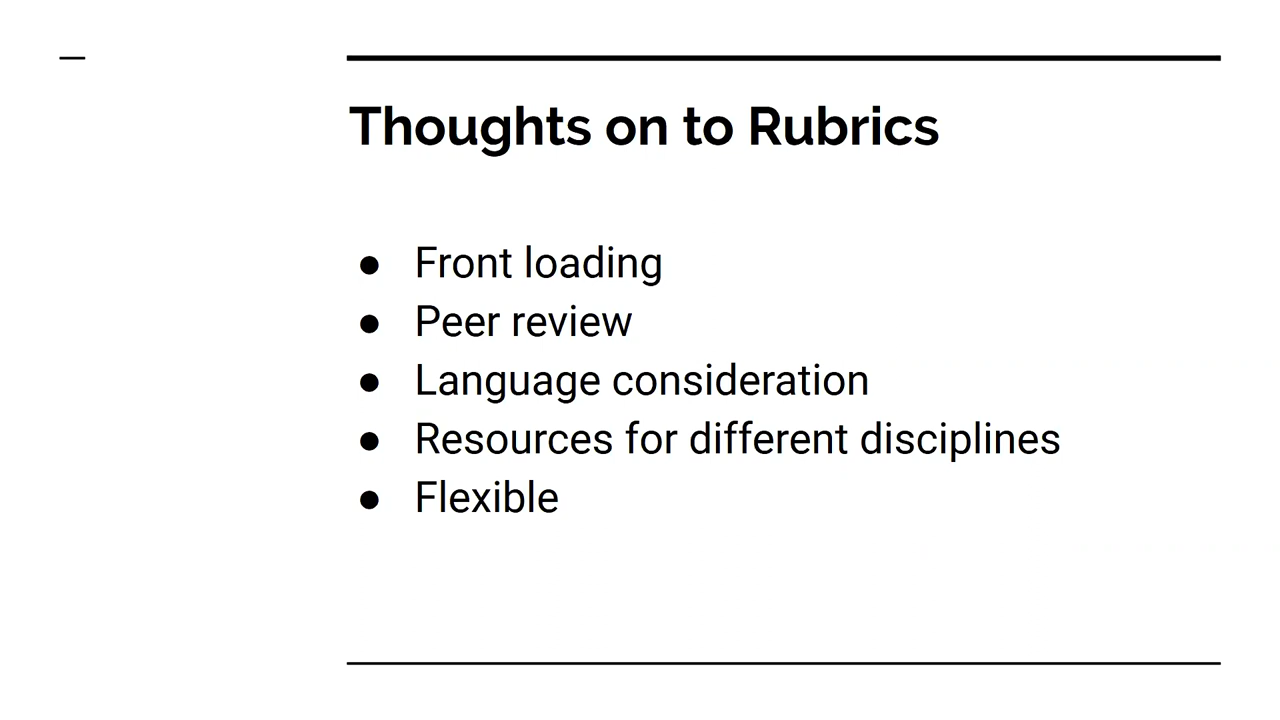 Thoughts on to Rubrics
● Front loading
● Peer review
● Language consideration
● Resources for different disciplines
● Flexible